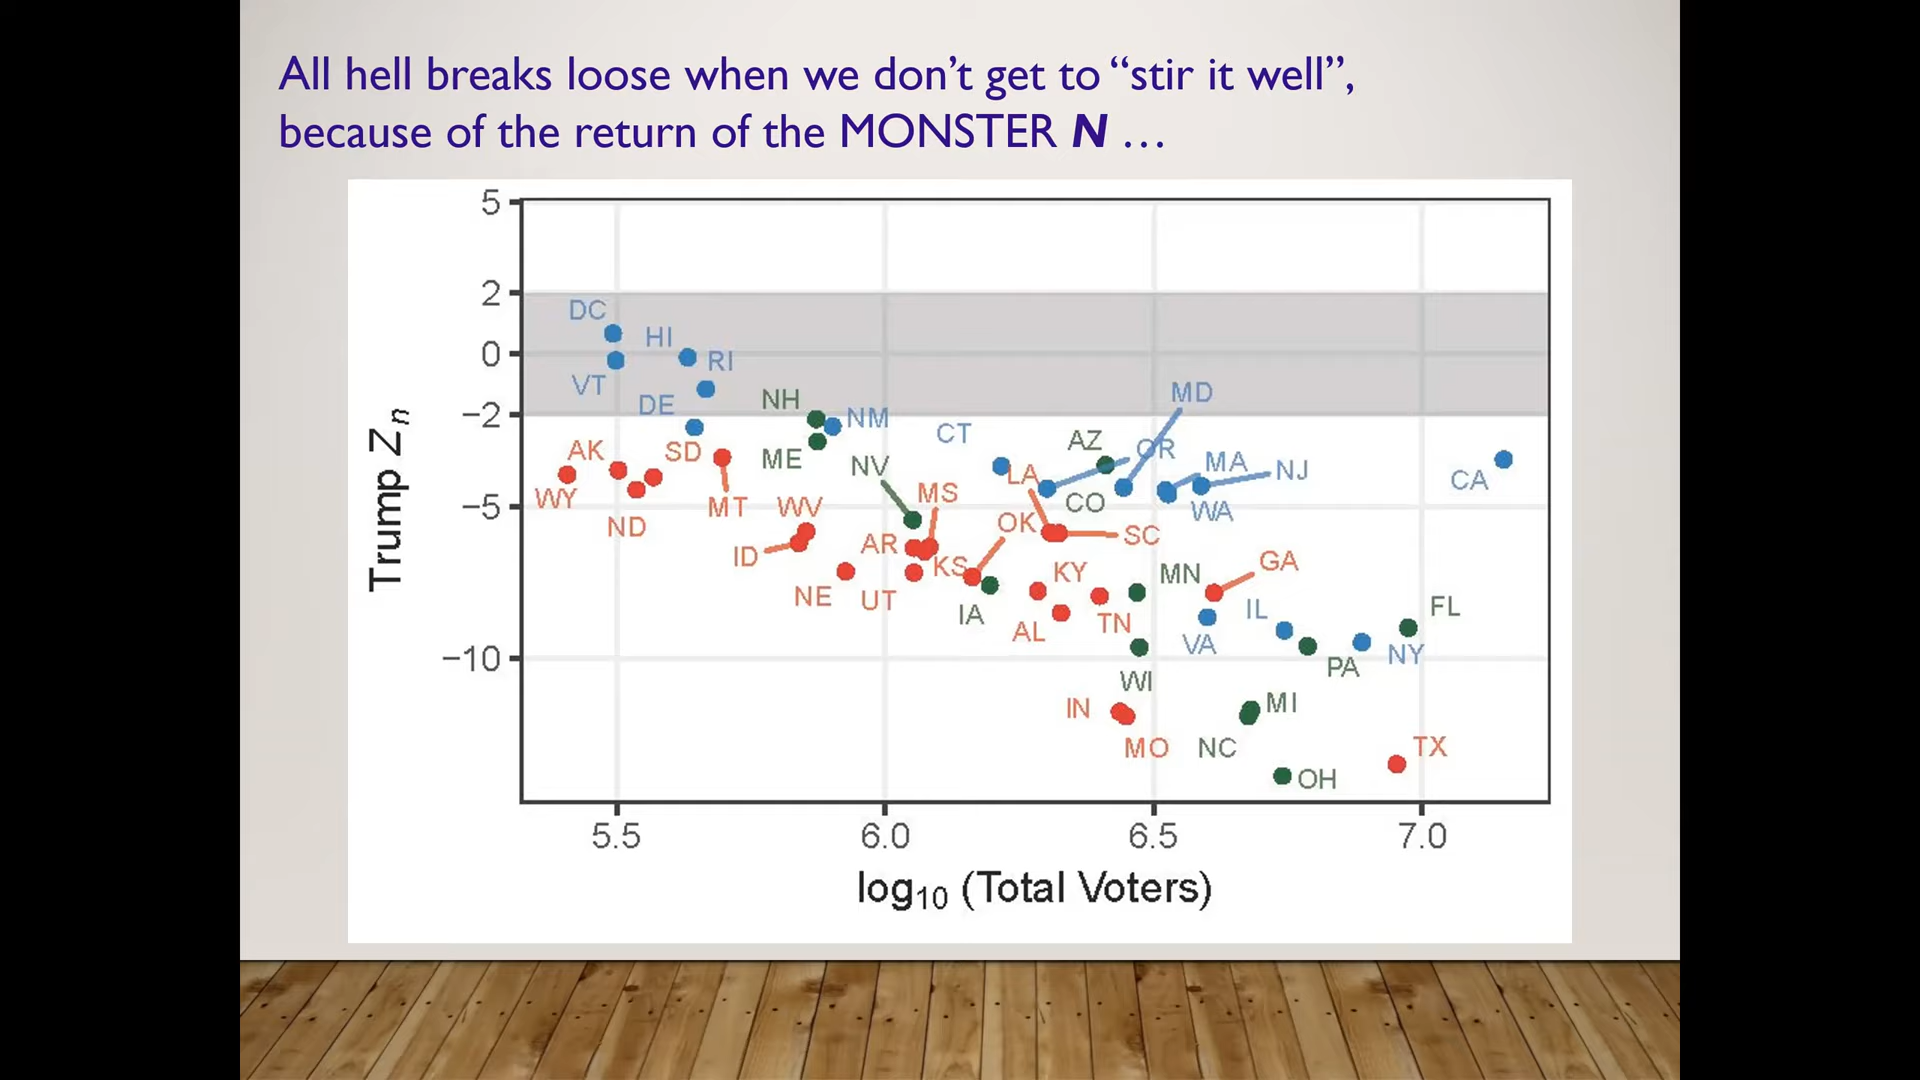 All hell breaks loose when we don’t get to “stir it well”,
because of the return of the MONSTER N …
5
2
0
−2
−5
−10
Trump Zn
DC
HI
RI
VT
DE
NH
NM
MD
CT
AZ
OR
AK
SD
ME
NV
LA
MA
NJ
CA
WY
MT
WV
MS
CO
WA
ND
OK
SC
ID
AR
KS
KY
MN
GA
NE
UT
IA
AL
TN
VA
IL
FL
WI
PA
NY
IN
MI
MO
NC
TX
OH
5.5
6.0
6.5
7.0
log10 (Total Voters)